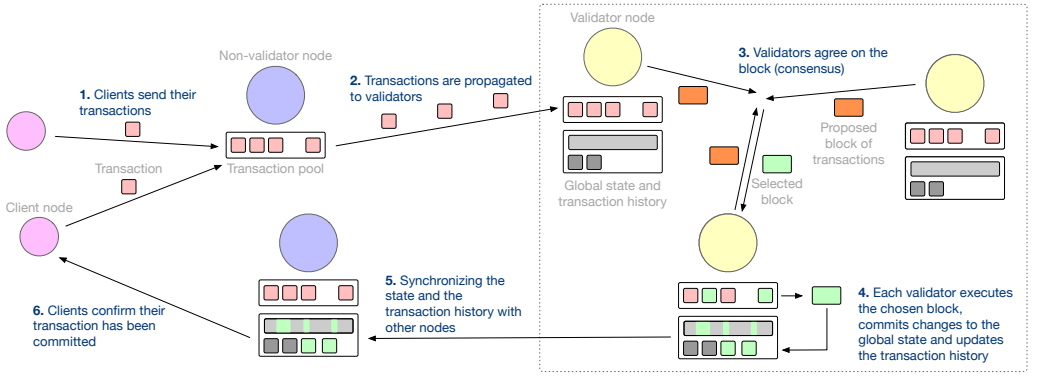 Validator node
Non-validator node
1. Clients send their
transactions
2. Transactions are propagated
to validators
3. Validators agree on the
block (consensus)
Transaction
Transaction pool
Proposed
block of
transactions
Global state and
transaction history
Selected
block
Client node
4. Each validator executes
the chosen block,
commits changes to the
global state and updates
the transaction history
5. Synchronizing the
state and the
transaction history with
other nodes
6. Clients confirm their
transaction has been
committed